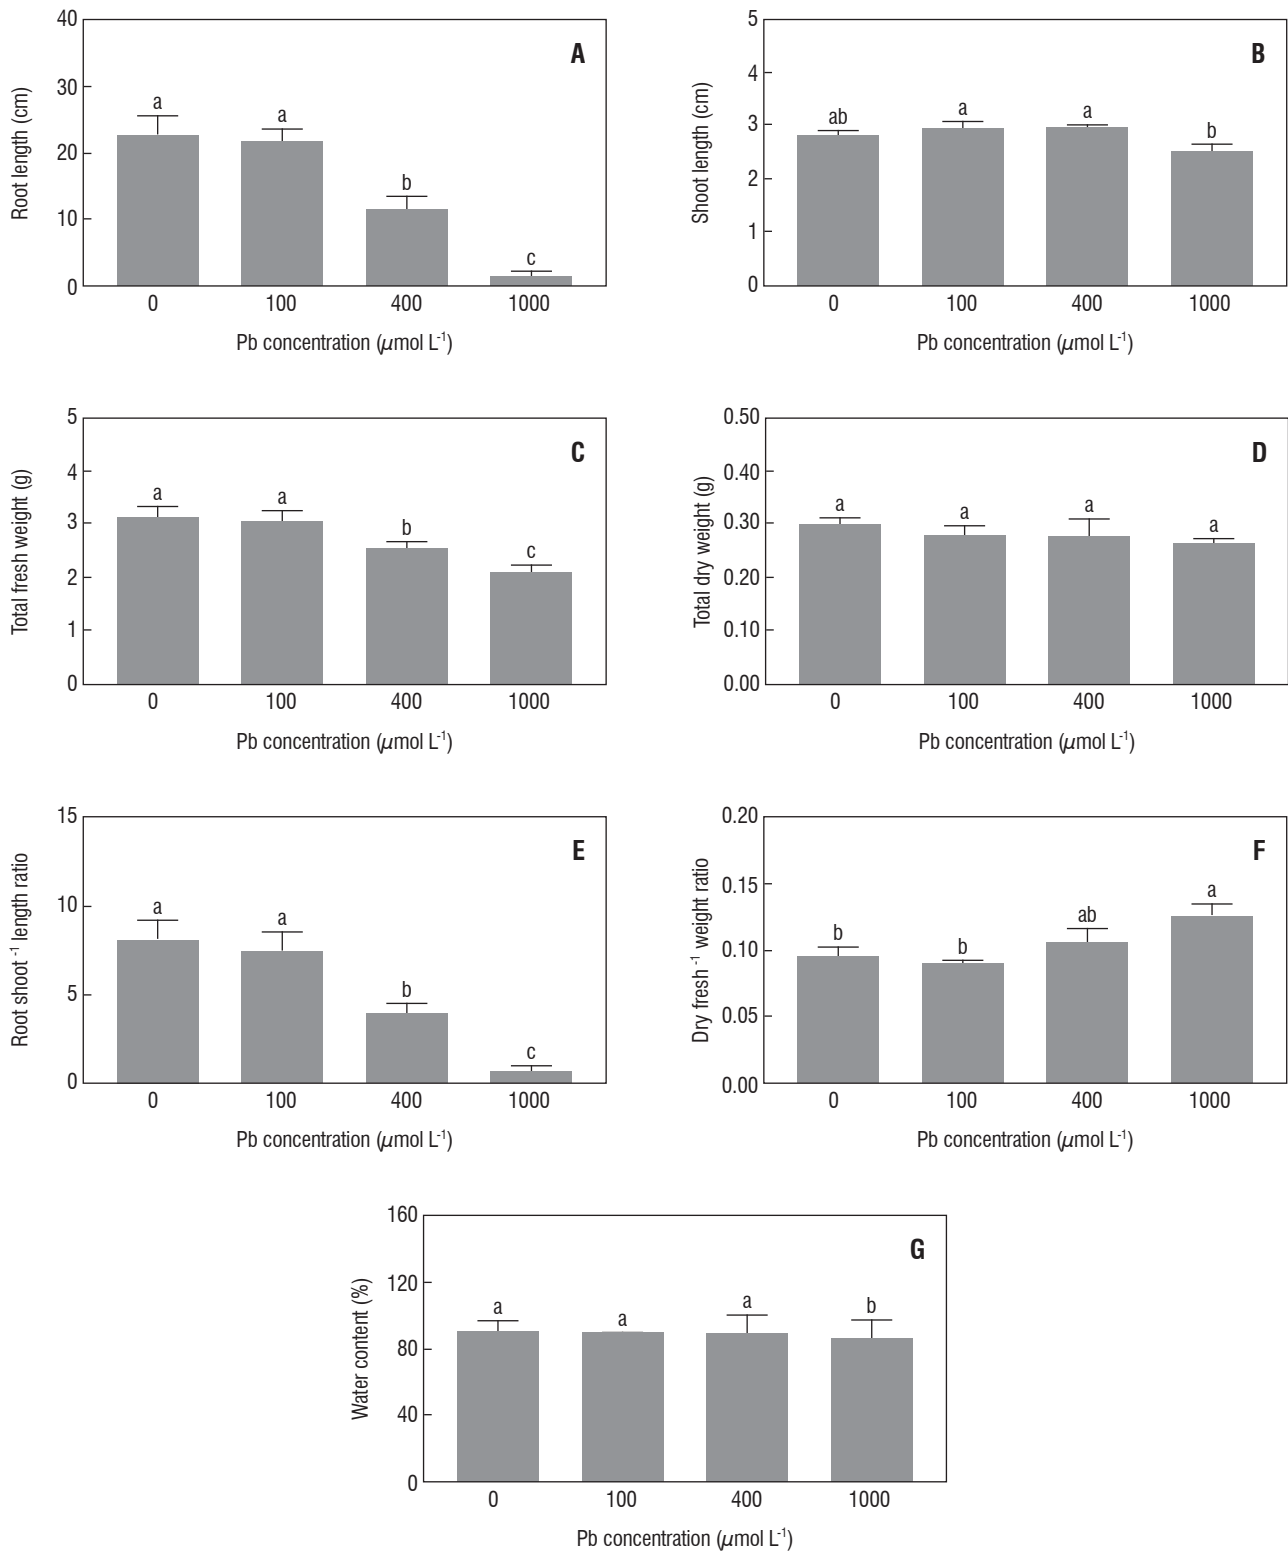 40
30
20
10
0
Root length (cm)
A
a
a
b
c
0 100 400 1000
Pb concentration (µmol L-1)
5
4
3
2
1
0
Shoot length (cm)
B
ab
a
a
b
0 100 400 1000
Pb concentration (µmol L-1)
5
4
3
2
1
0
Total fresh weight (g)
C
a
a
b
c
0 100 400 1000
Pb concentration (µmol L-1)
0.50
0.40
0.30
0.20
0.10
0.00
Total dry weight (g)
D
a
a
a
a
0 100 400 1000
Pb concentration (µmol L-1)
15
10
5
0
Root shoot -1 length ratio
E
a
a
b
c
0 100 400 1000
Pb concentration (µmol L-1)
0.20
0.15
0.10
0.05
0.00
Dry fresh -1 weight ratio
F
b
b
ab
a
0 100 400 1000
Pb concentration (µmol L-1)
160
120
80
40
0
Water content (%)
G
a
a
a
b
0 100 400 1000
Pb concentration (µmol L-1)